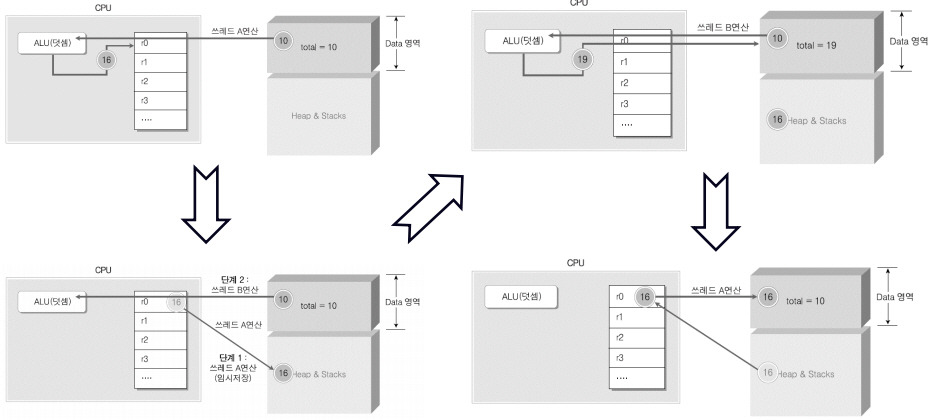 CPU
ALU(덧셈)
16
r0
r1
r2
r3
....
쓰레드 A연산
10
total = 10
Data 영역
Heap & Stacks
CPU
ALU(덧셈)
19
r0
r1
r2
r3
....
쓰레드 B연산
10
total = 19
Data 영역
16
Heap & Stacks
CPU
ALU(덧셈)
r0
16
r1
r2
r3
....
단계 2 :
쓰레드 B연산
쓰레드 A연산
단계 1 :
쓰레드 A연산
(임시저장)
10
total = 10
Data 영역
16
Heap & Stacks
CPU
ALU(덧셈)
r0
16
r1
r2
r3
....
쓰레드 A연산
16
total = 10
Data 영역
16
Heap & Stacks